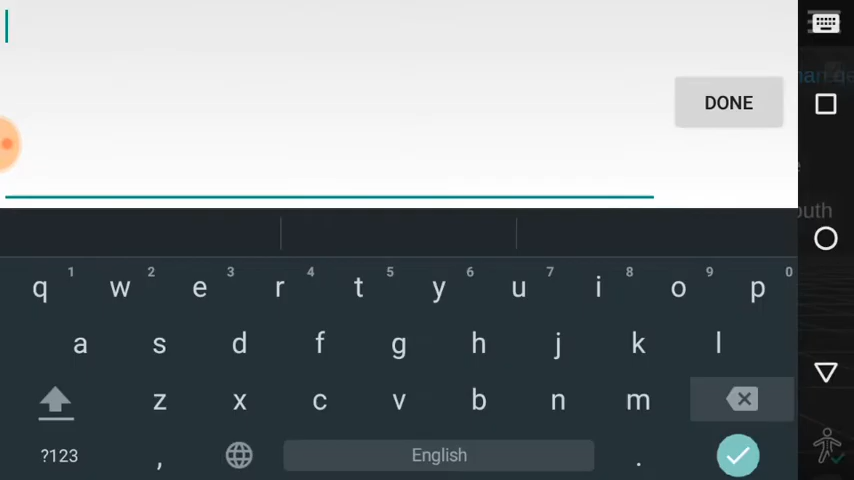 DONE
1 2 3 4 5 6 7 8 9 0
q w e r t y u i o p
a s d f g h j k l
z x c v b n m
?123 , English .